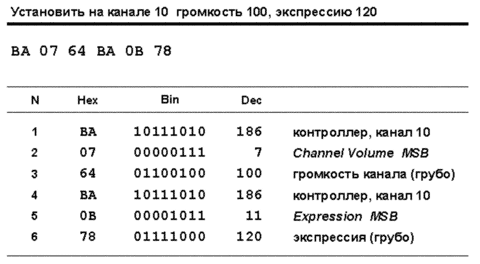 Установить на канале 10 громкость 100, экспрессию 120
BA 07 64 BA 0B 78
N Hex Bin Dec
1 BA 10111010 186 контроллер, канал 10
2 07 00000111 7 Channel Volume MSB
3 64 01100100 100 громкость канала (грубо)
4 BA 10111010 186 контроллер, канал 10
5 0B 00001011 11 Expression MSB
6 78 01111000 120 экспрессия (грубо)